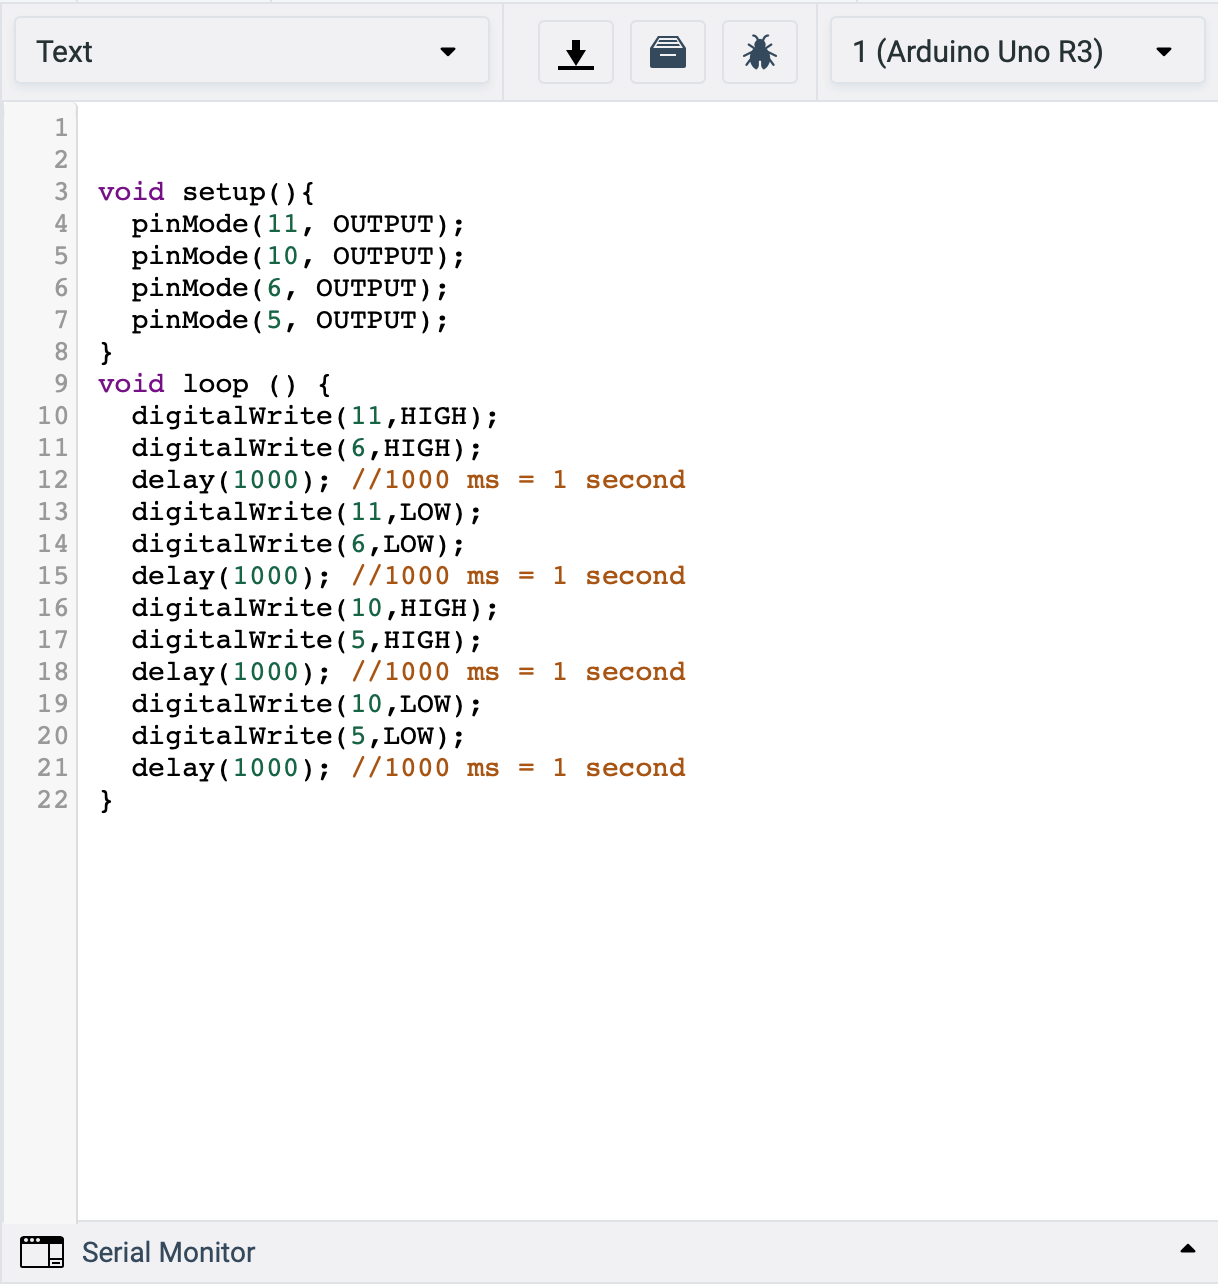 Text
1 (Arduino Uno R3)
1
2
3 void setup(){
4   pinMode(11, OUTPUT);
5   pinMode(10, OUTPUT);
6   pinMode(6, OUTPUT);
7   pinMode(5, OUTPUT);
8 }
9 void loop () {
10   digitalWrite(11,HIGH);
11   digitalWrite(6,HIGH);
12   delay(1000); //1000 ms = 1 second
13   digitalWrite(11,LOW);
14   digitalWrite(6,LOW);
15   delay(1000); //1000 ms = 1 second
16   digitalWrite(10,HIGH);
17   digitalWrite(5,HIGH);
18   delay(1000); //1000 ms = 1 second
19   digitalWrite(10,LOW);
20   digitalWrite(5,LOW);
21   delay(1000); //1000 ms = 1 second
22 }
Serial Monitor